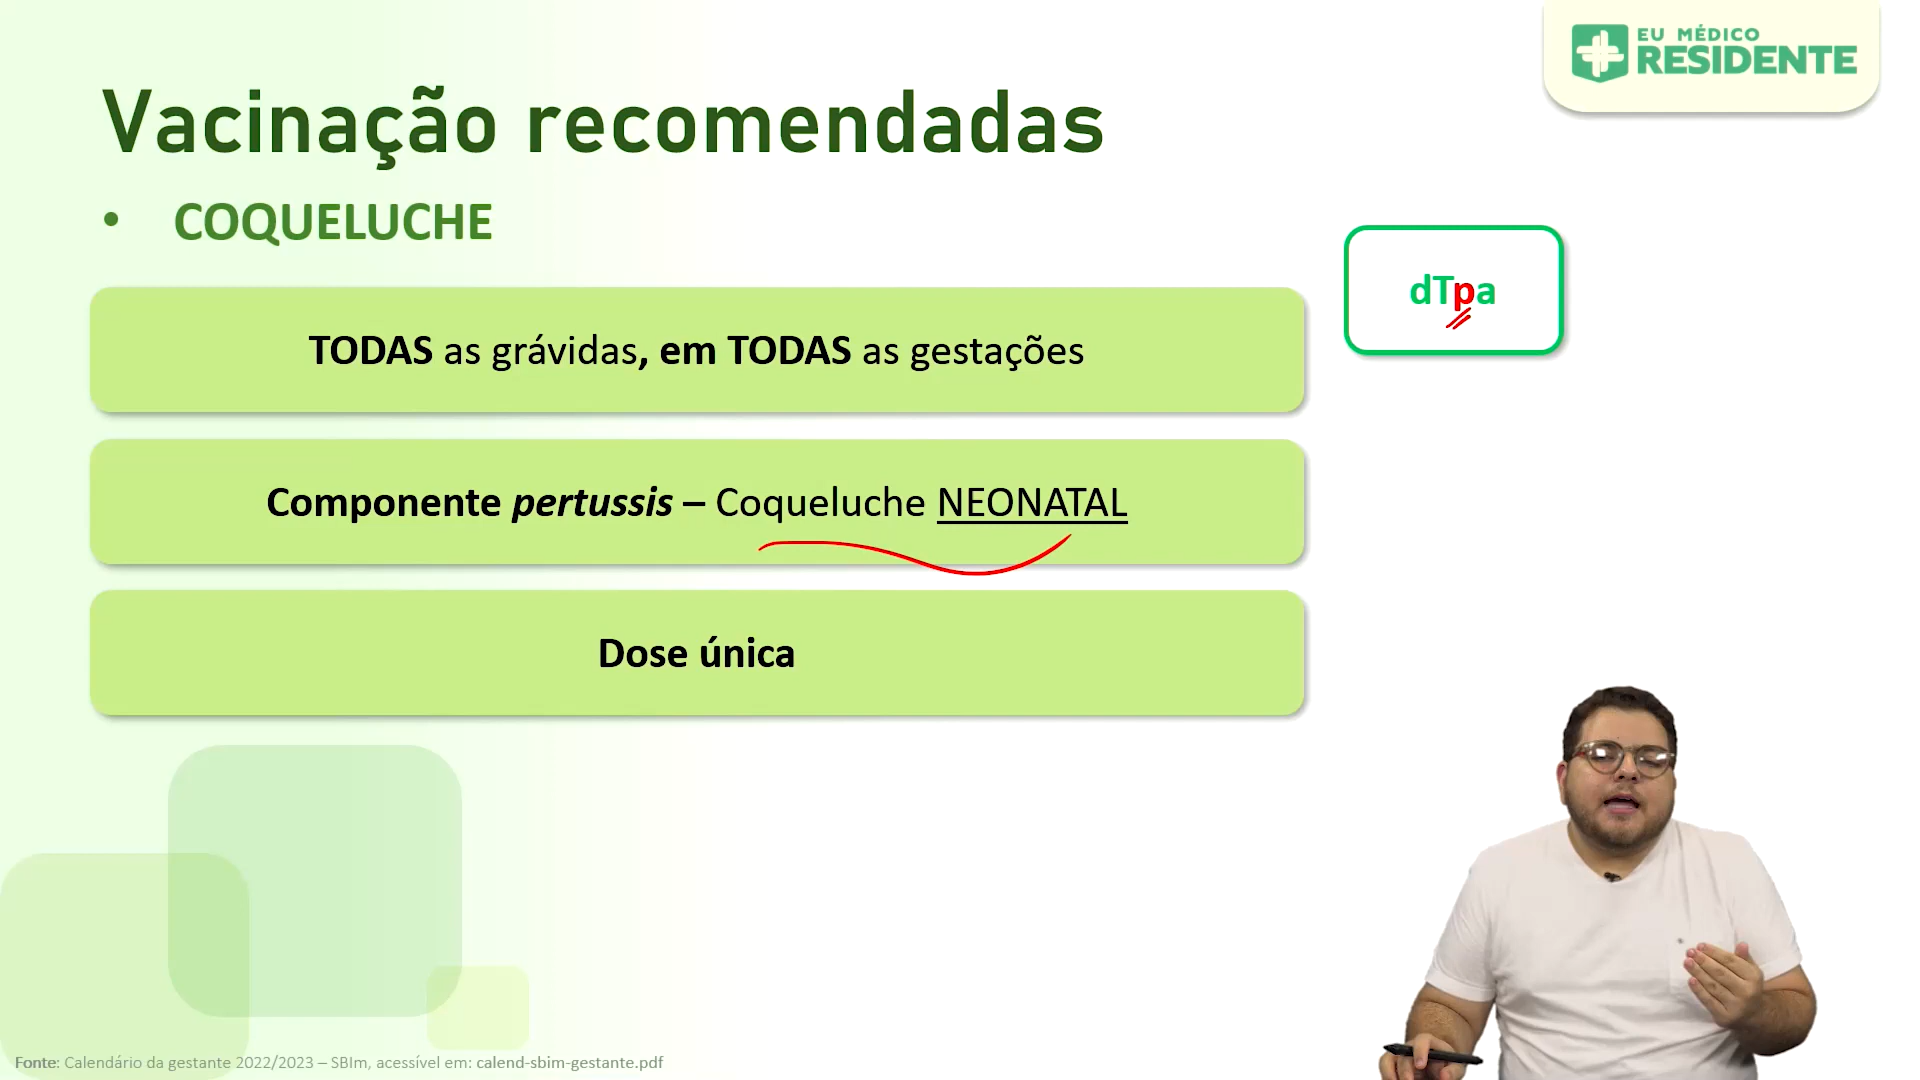 EU MÉDICO
RESIDENTE
Vacinação recomendadas
• COQUELUCHE
dTpa
TODAS as grávidas, em TODAS as gestações
Componente pertussis – Coqueluche NEONATAL
Dose única
Fonte: Calendário da gestante 2022/2023 – SBIm, acessível em: calend-sbim-gestante.pdf